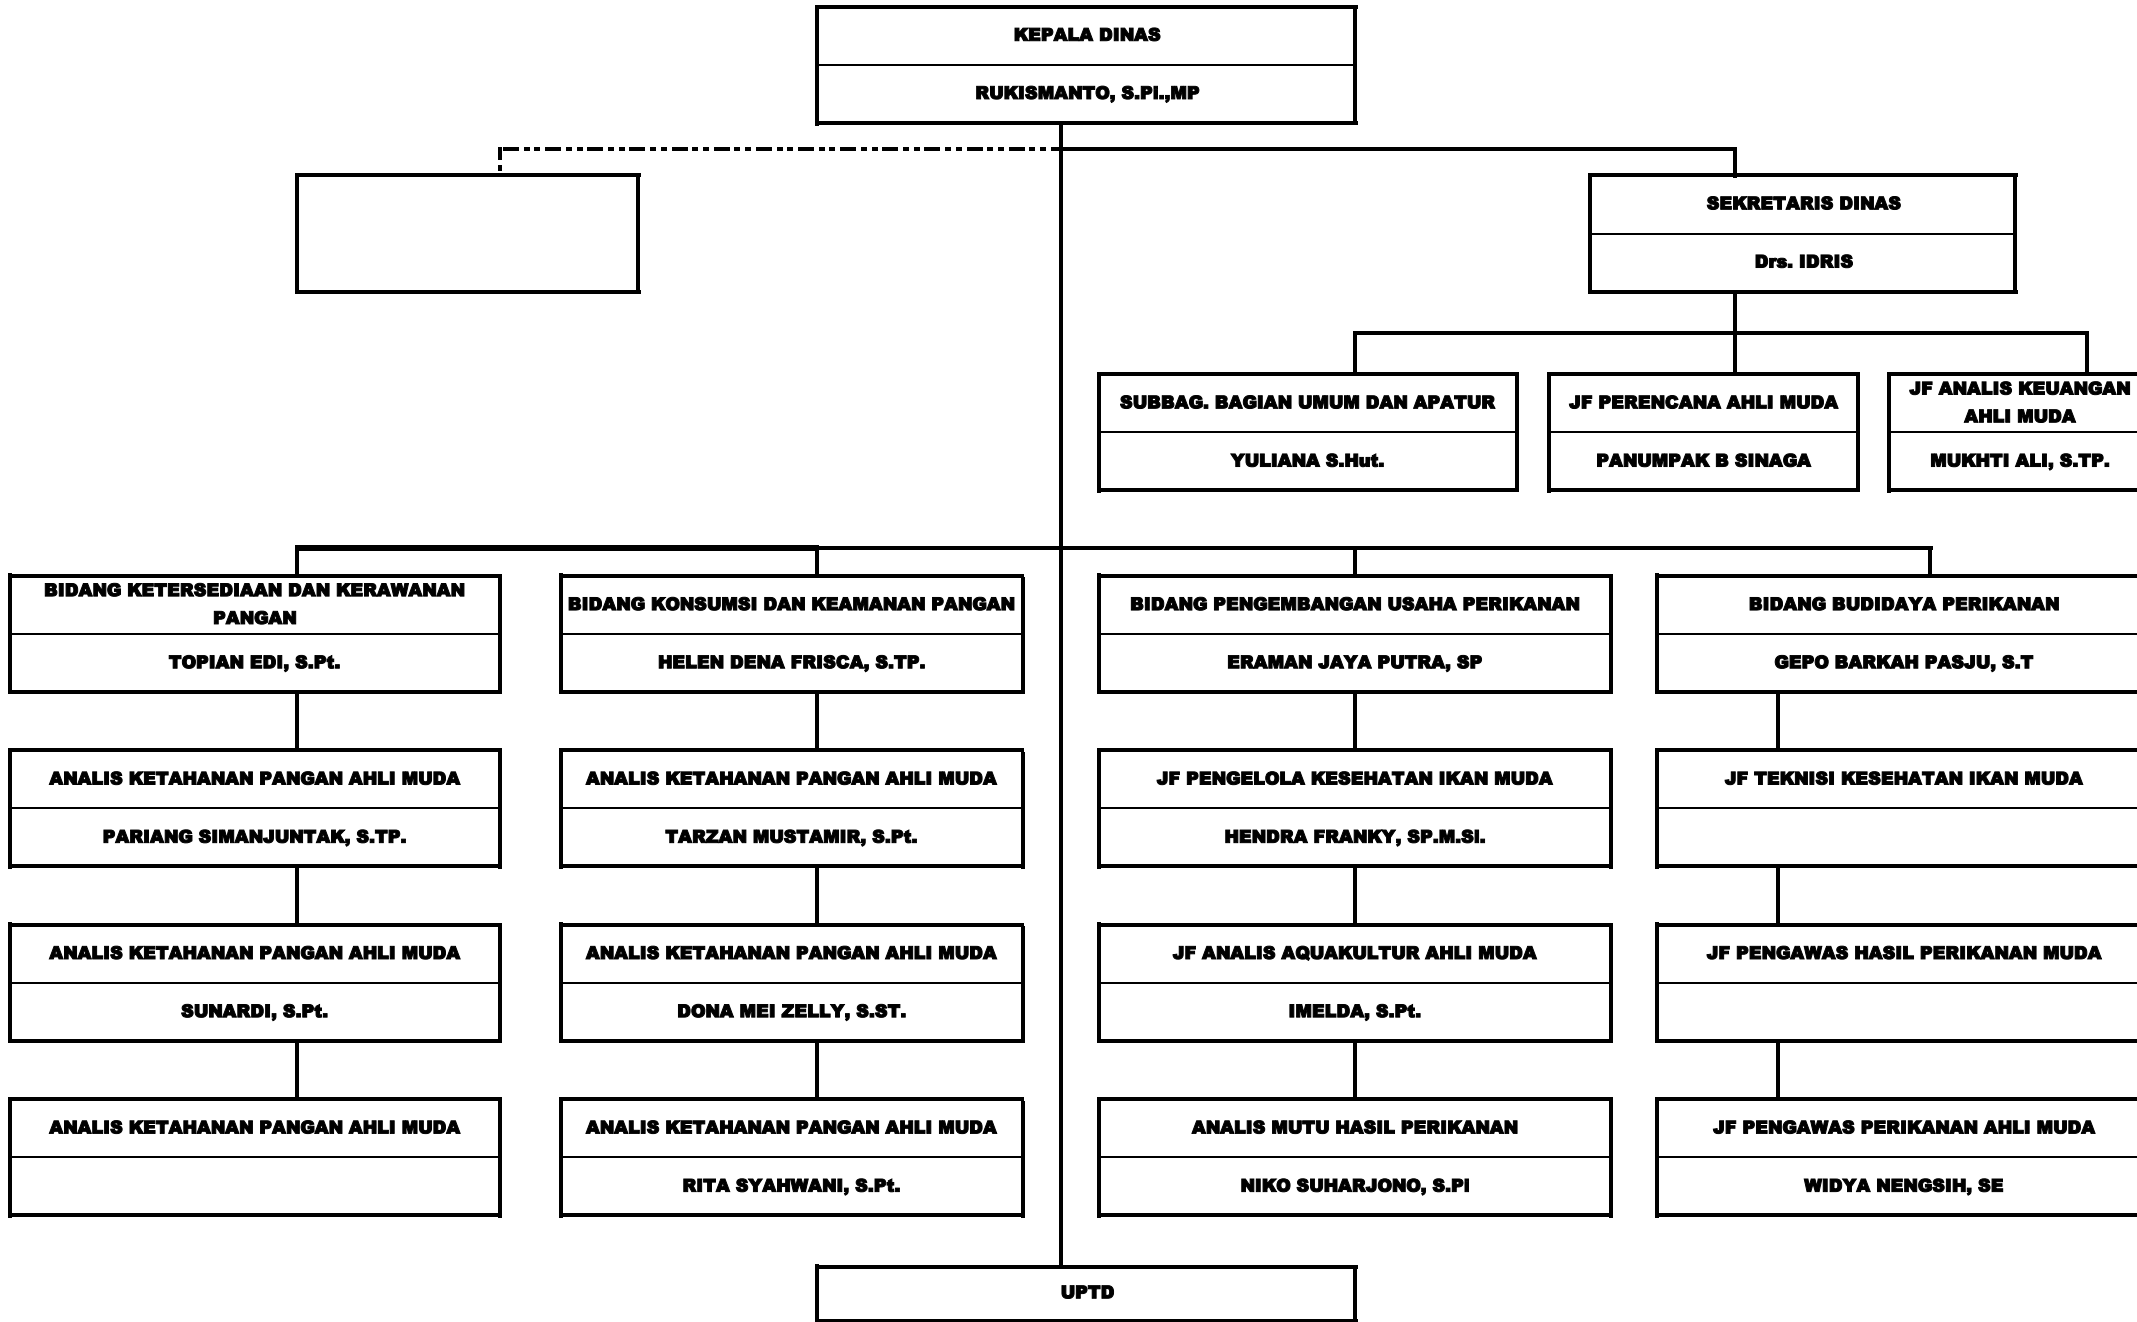 KEPALA DINAS
RUKISMANTO, S.PI.,MP
SEKRETARIS DINAS
Drs. IDRIS
SUBBAG. BAGIAN UMUM DAN APATUR
YULIANA S.Hut.
JF PERENCANA AHLI MUDA
PANUMPAK B SINAGA
JF ANALIS KEUANGAN
AHLI MUDA
MUKHTI ALI, S.TP.
BIDANG KETERSEDIAAN DAN KERAWANAN
PANGAN
TOPIAN EDI, S.Pt.
BIDANG KONSUMSI DAN KEAMANAN PANGAN
HELEN DENA FRISCA, S.TP.
BIDANG PENGEMBANGAN USAHA PERIKANAN
ERAMAN JAYA PUTRA, SP
BIDANG BUDIDAYA PERIKANAN
GEPO BARKAH PASJU, S.T
ANALIS KETAHANAN PANGAN AHLI MUDA
PARIANG SIMANJUNTAK, S.TP.
ANALIS KETAHANAN PANGAN AHLI MUDA
TARZAN MUSTAMIR, S.Pt.
JF PENGELOLA KESEHATAN IKAN MUDA
HENDRA FRANKY, SP.M.SI.
JF TEKNISI KESEHATAN IKAN MUDA
ANALIS KETAHANAN PANGAN AHLI MUDA
SUNARDI, S.Pt.
ANALIS KETAHANAN PANGAN AHLI MUDA
DONA MEI ZELLY, S.ST.
JF ANALIS AQUAKULTUR AHLI MUDA
IMELDA, S.Pt.
JF PENGAWAS HASIL PERIKANAN MUDA
ANALIS KETAHANAN PANGAN AHLI MUDA
ANALIS KETAHANAN PANGAN AHLI MUDA
RITA SYAHWANI, S.Pt.
ANALIS MUTU HASIL PERIKANAN
NIKO SUHARJONO, S.PI
JF PENGAWAS PERIKANAN AHLI MUDA
WIDYA NENGSIH, SE
UPTD